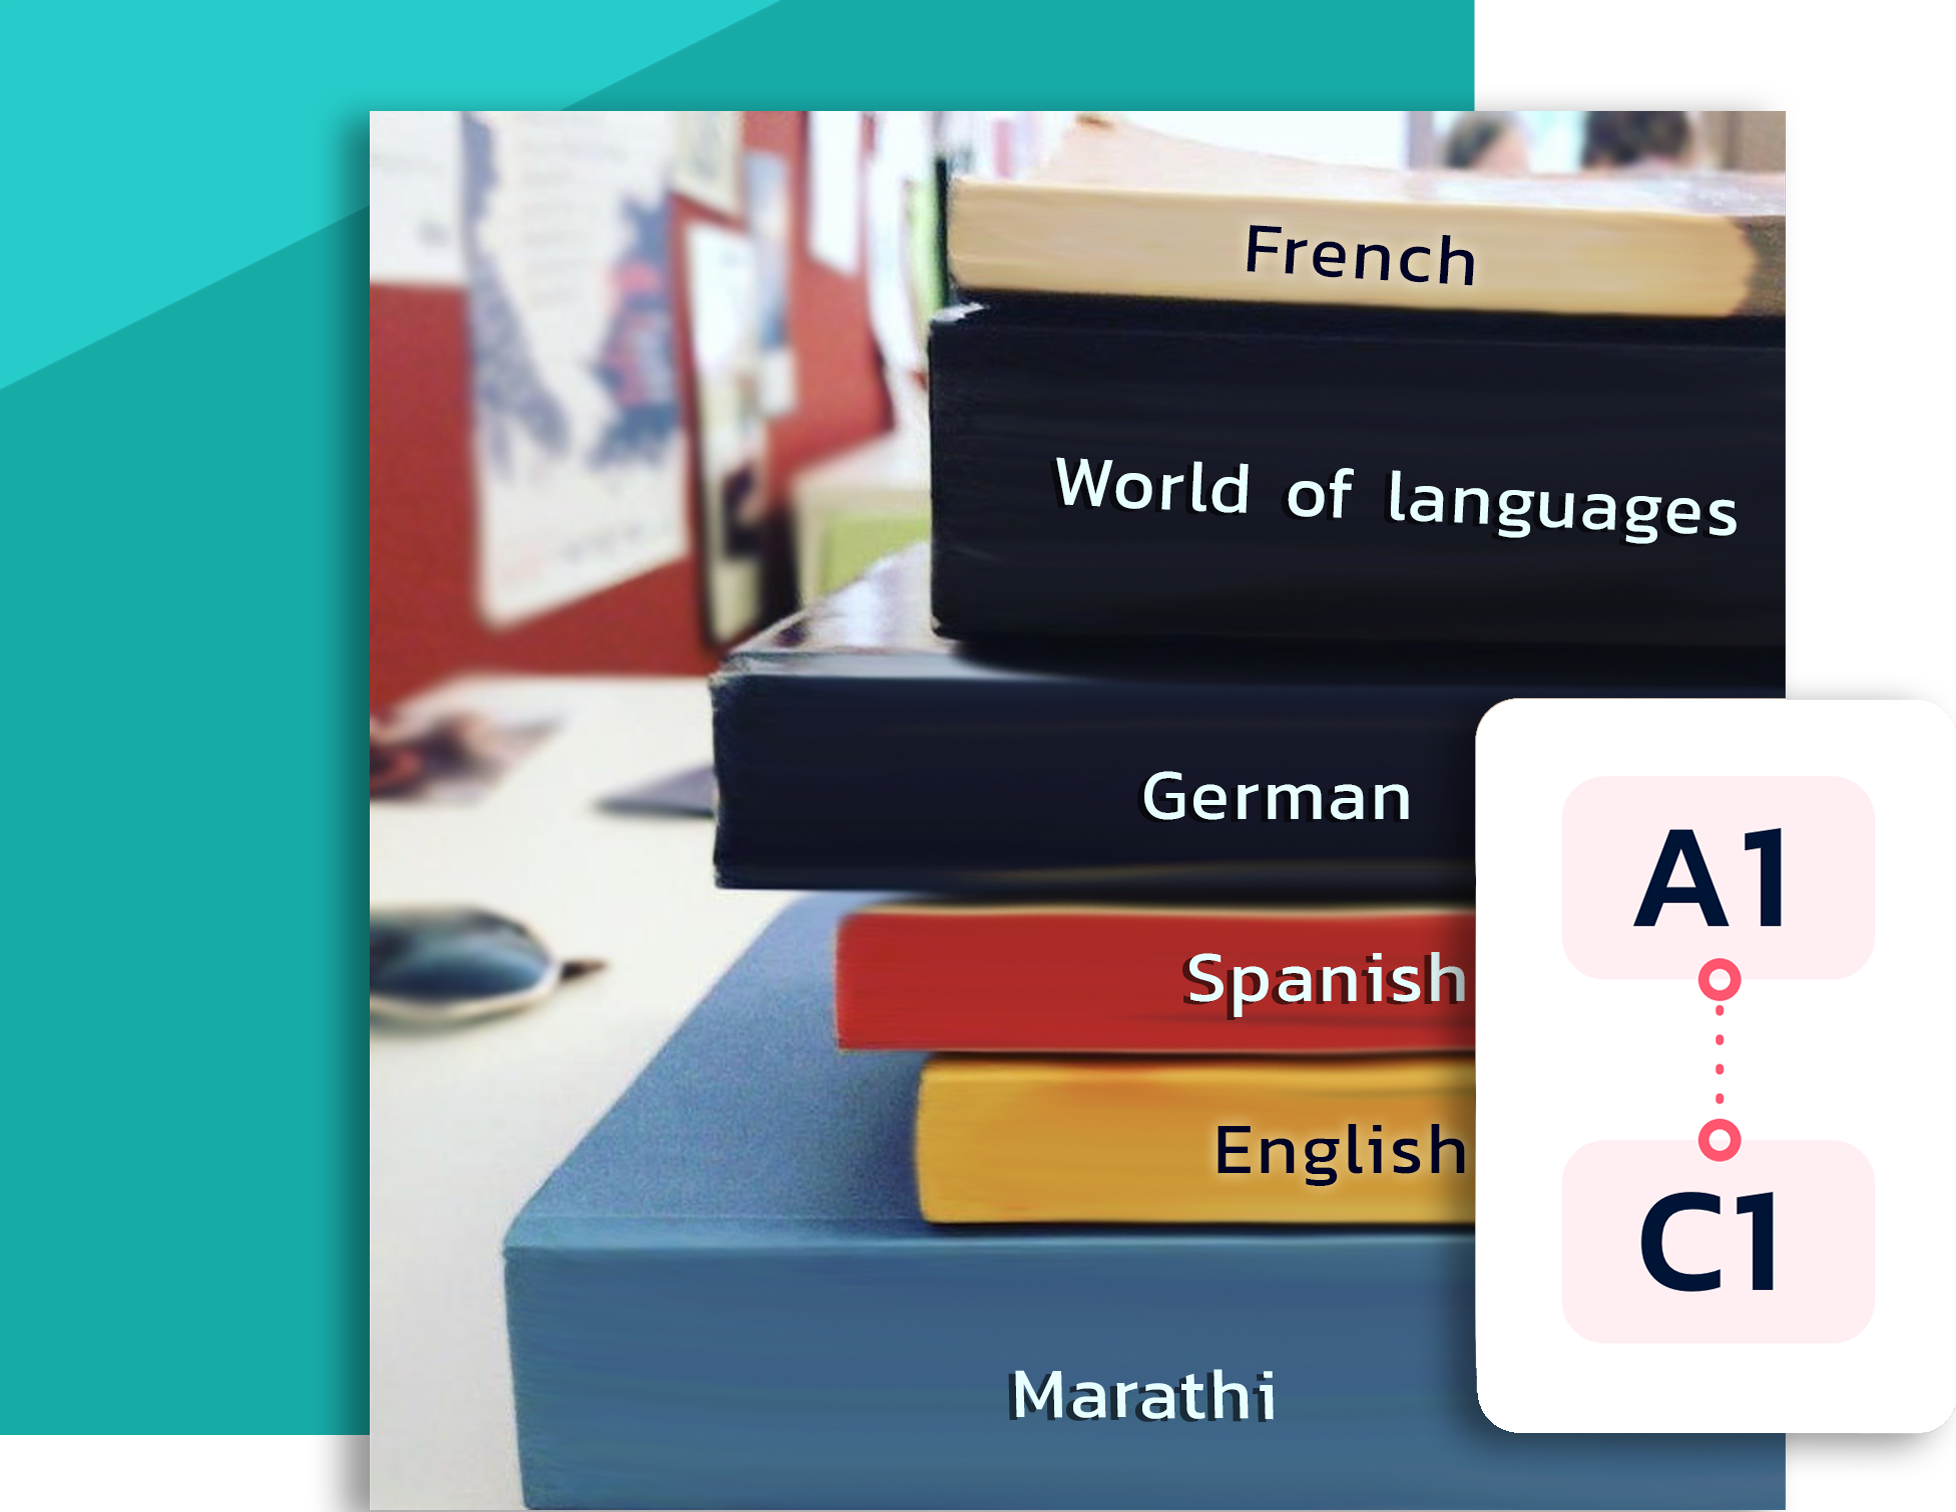 French
World of languages
German
Spanish
English
Marathi
A1
C1